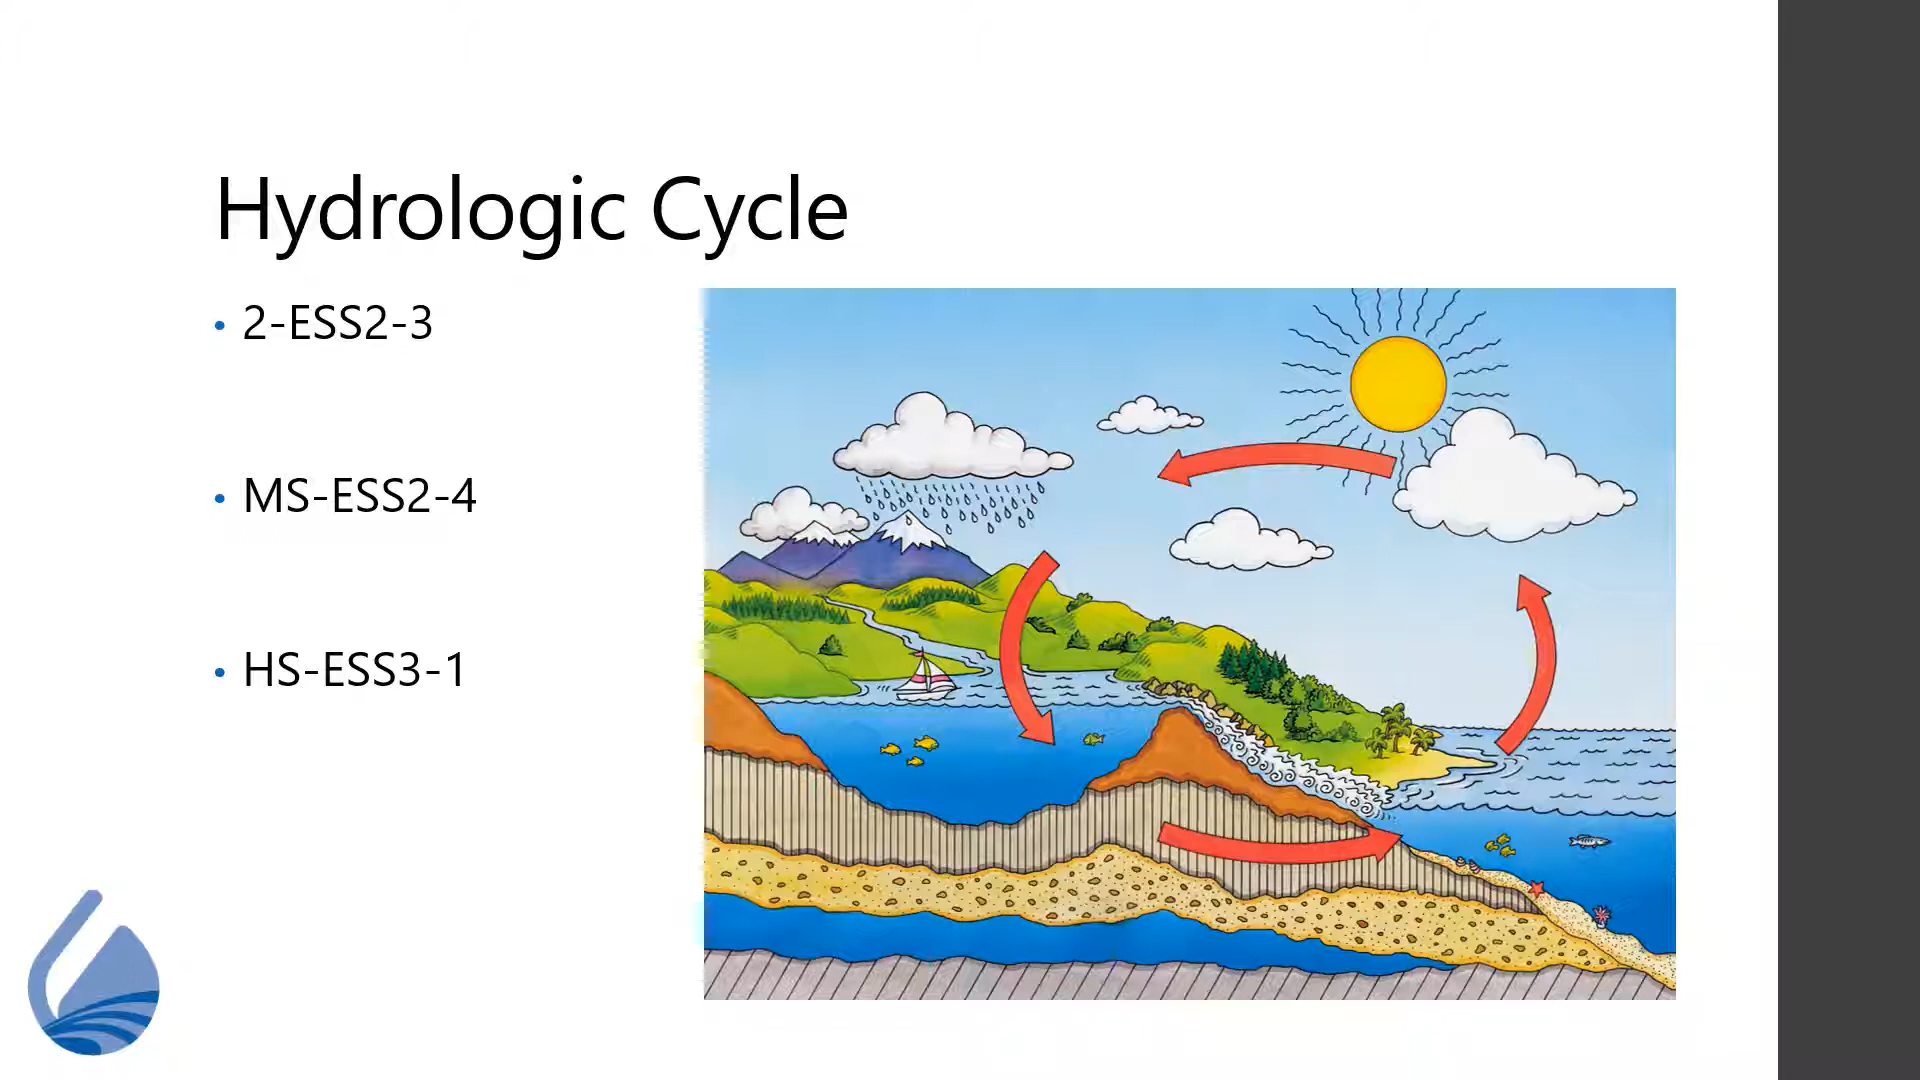 Hydrologic Cycle
• 2-ESS2-3
• MS-ESS2-4
• HS-ESS3-1